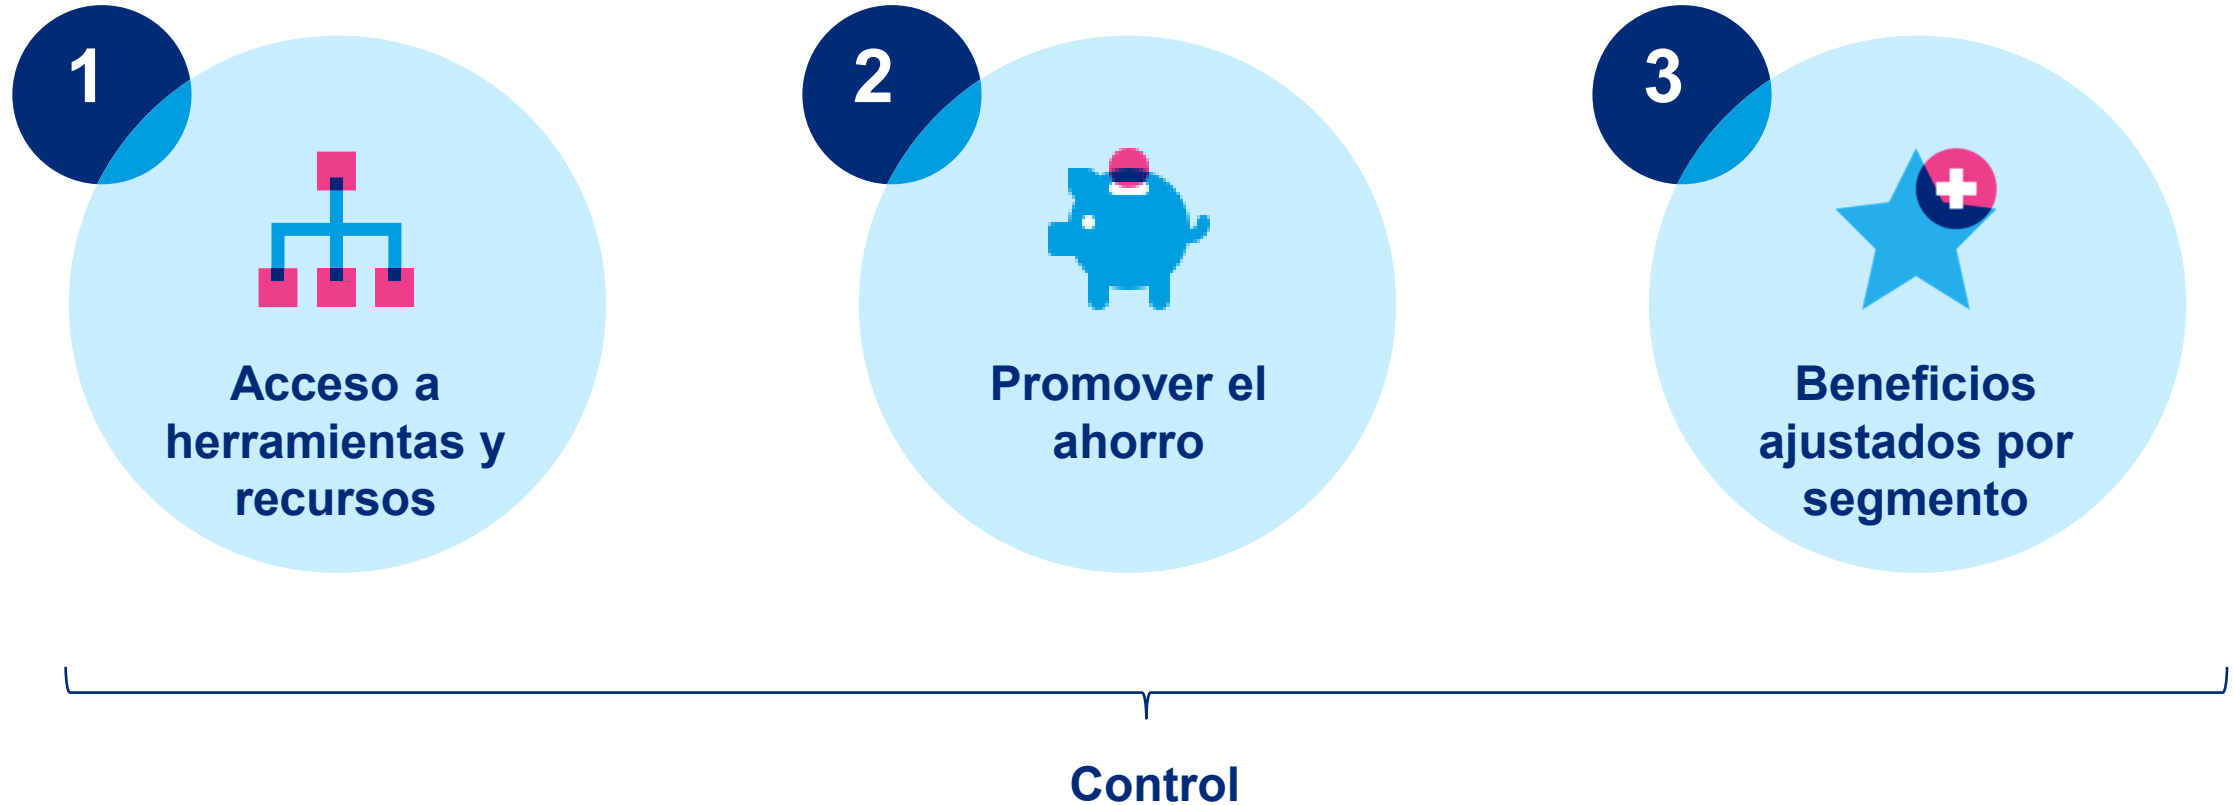 1
Acceso a
herramientas y
recursos
2
Promover el
ahorro
3
Beneficios
ajustados por
segmento
Control